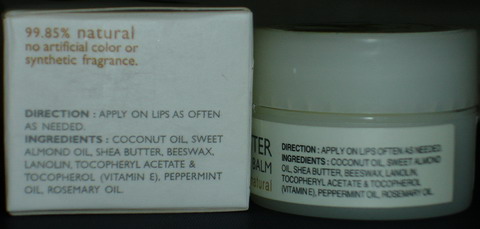 99.85% natural
no artificial color or
synthetic fragrance.
DIRECTION : APPLY ON LIPS AS OFTEN
AS NEEDED.
INGREDIENTS : COCONUT OIL, SWEET
ALMOND OIL, SHEA BUTTER, BEESWAX,
LANOLIN, TOCOPHERYL ACETATE &
TOCOPHEROL (VITAMIN E), PEPPERMINT
OIL, ROSEMARY OIL.
TTER
BALM
natural
DIRECTION : APPLY ON LIPS AS OFTEN AS NEEDED.
INGREDIENTS : COCONUT OIL, SWEET ALMOND
OIL, SHEA BUTTER, BEESWAX, LANOLIN,
TOCOPHERYL ACETATE & TOCOPHEROL
(VITAMIN E), PEPPERMINT OIL, ROSEMARY OIL.